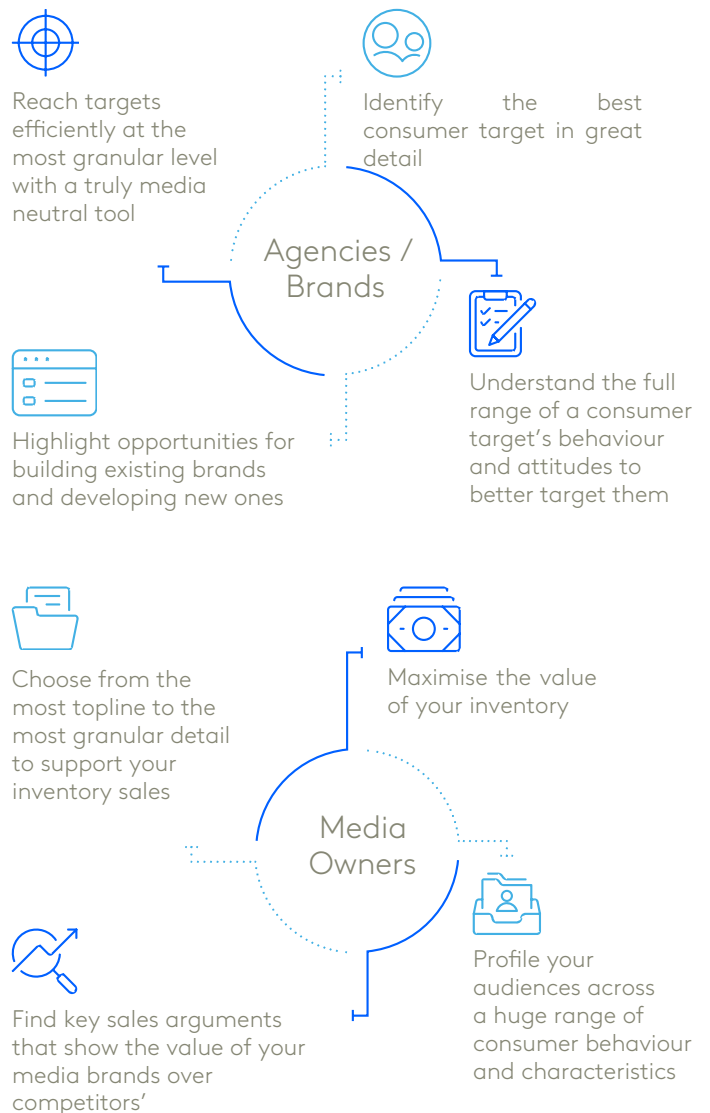 Reach targets
efficiently at the
most granular level
with a truly media
neutral tool
Identify the best
consumer target in great
detail
Agencies /
Brands
Highlight opportunities for
building existing brands
and developing new ones
Understand the full
range of a consumer
target's behaviour
and attitudes to
better target them
Choose from the
most topline to the
most granular detail
to support your
inventory sales
Maximise the value
of your inventory
Media
Owners
Find key sales arguments
that show the value of your
media brands over
competitors'
Profile your
audiences across
a huge range of
consumer behaviour
and characteristics